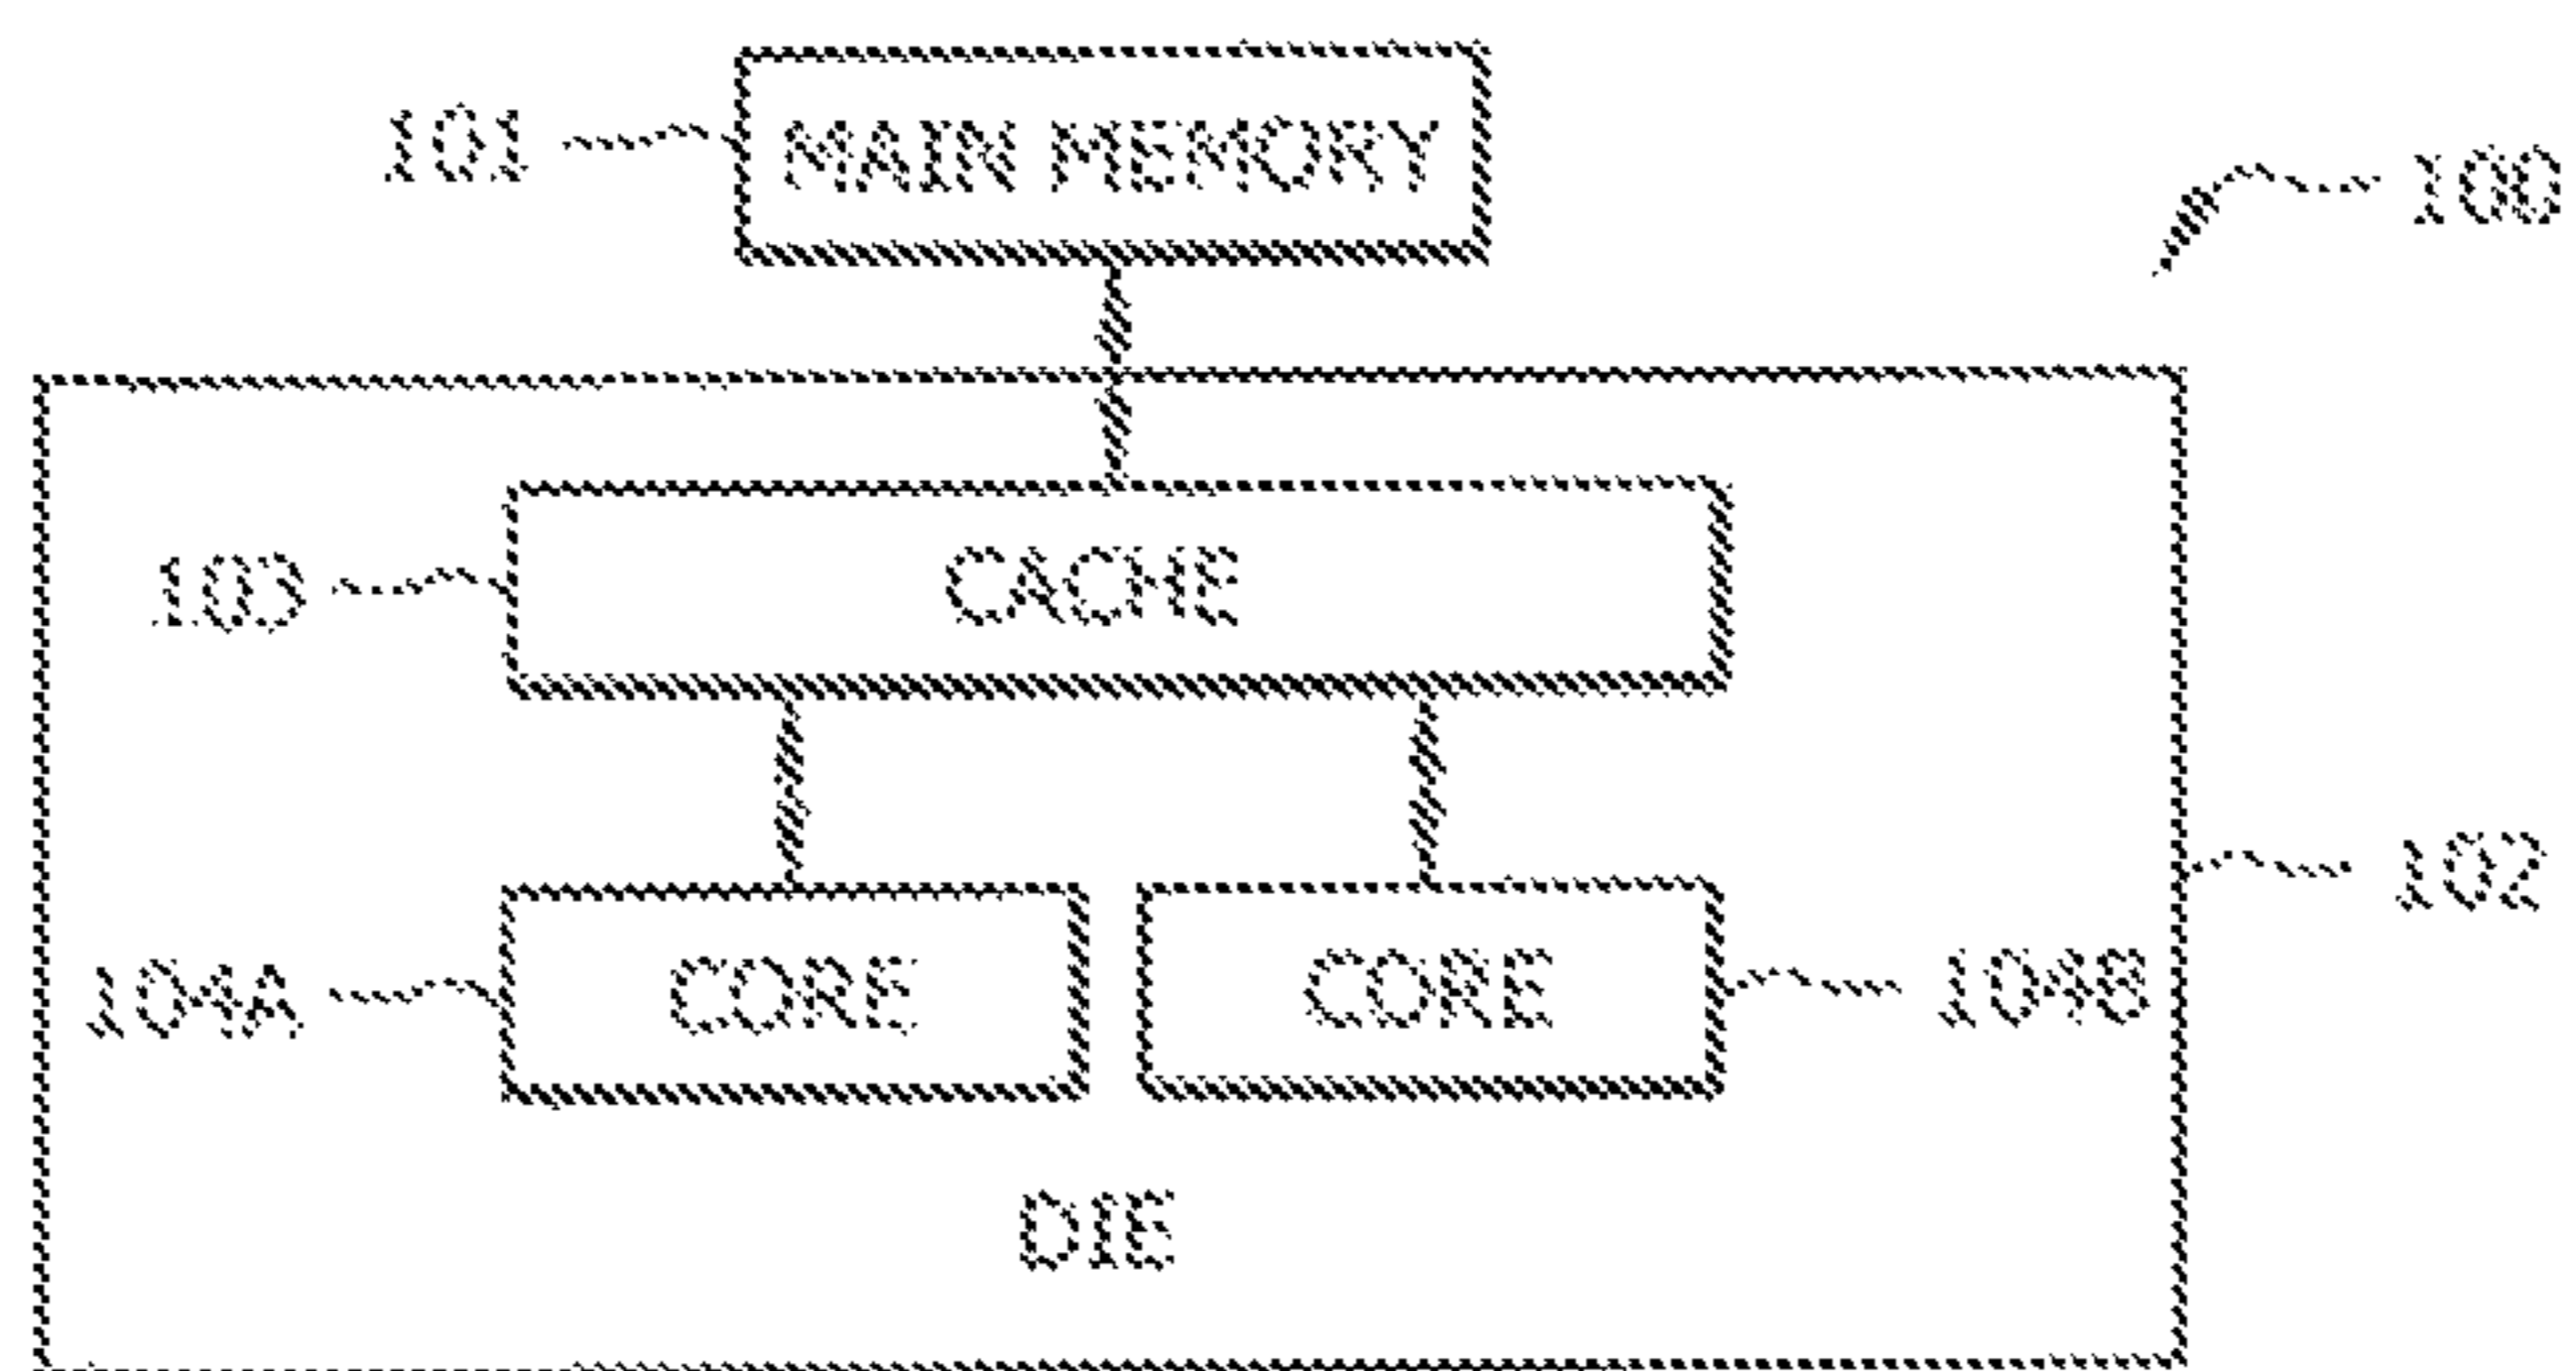 101 MAIN MEMORY 100
103 CACHE
102
104A CORE CORE 104B
DIE